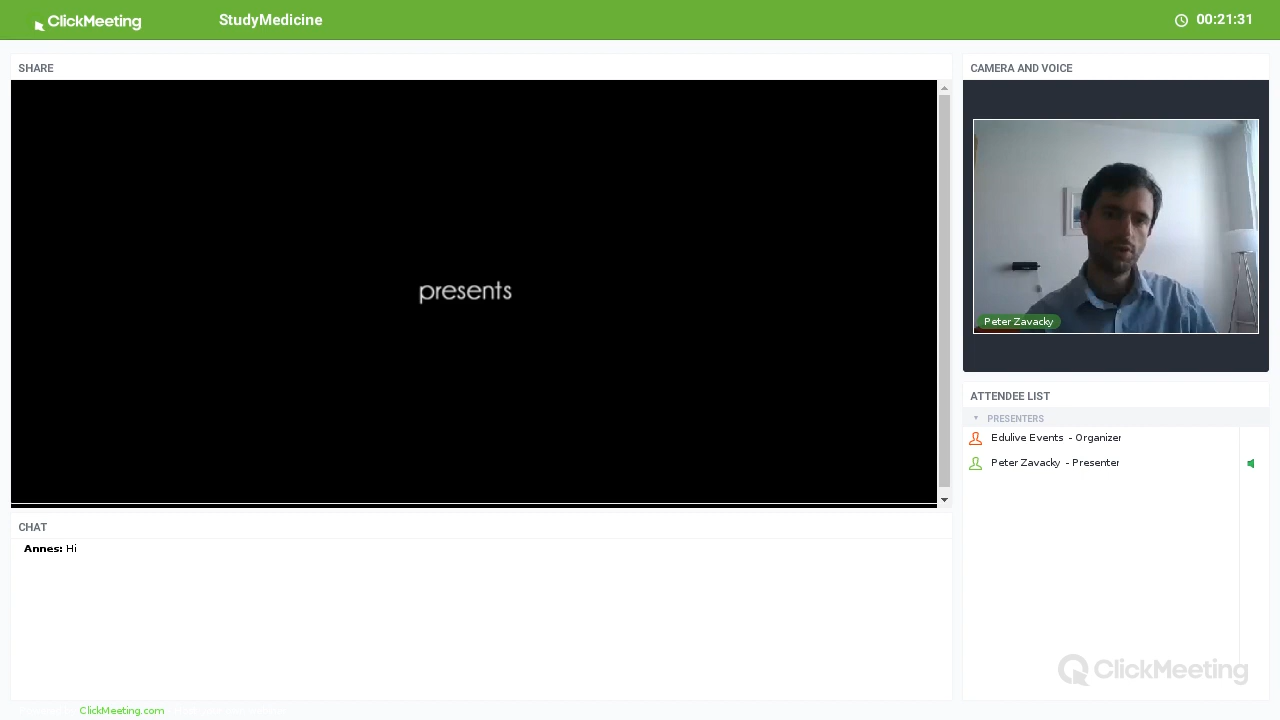 ClickMeeting
StudyMedicine
00:21:31
SHARE
presents
CAMERA AND VOICE
Peter Zavacky
ATTENDEE LIST
PRESENTERS
Edulive Events - Organizer
Peter Zavacky - Presenter
CHAT
Annes: Hi
ClickMeeting
ClickMeeting.com